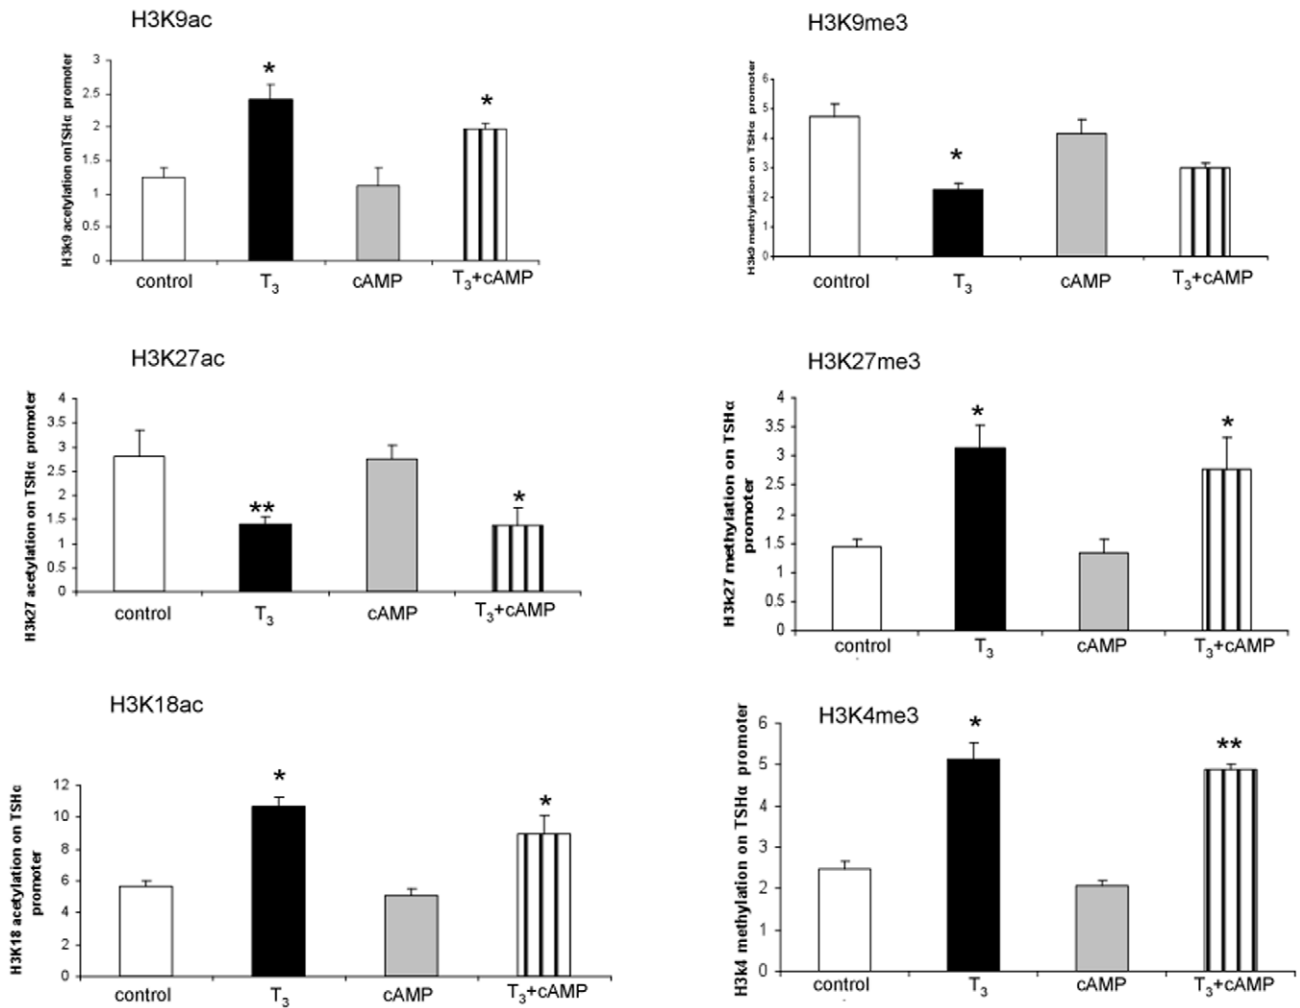 H3K9ac
H3k9 acetylation onTSHα promoter
3
2.5
2
1.5
1
0.5
0
*
*
control T3 cAMP T3+cAMP
H3K9me3
H3k9 methylation on TSHα promoter
6
5
4
3
2
1
0
*
control T3 cAMP T3+cAMP
H3K27ac
H3k27 acetylation on TSHα promoter
4
3.5
3
2.5
2
1.5
1
0.5
0
**
*
control T3 cAMP T3+cAMP
H3K27me3
H3k27 methylation on TSHα
promoter
4
3.5
3
2.5
2
1.5
1
0.5
0
*
*
control T3 cAMP T3+cAMP
H3K18ac
H3K18 acetylation on TSHα
promoter
12
10
8
6
4
2
0
*
*
control T3 cAMP T3+cAMP
H3K4me3
H3k4 methylation on TSHα promoter
6
5
4
3
2
1
0
*
**
control T3 cAMP T3+cAMP